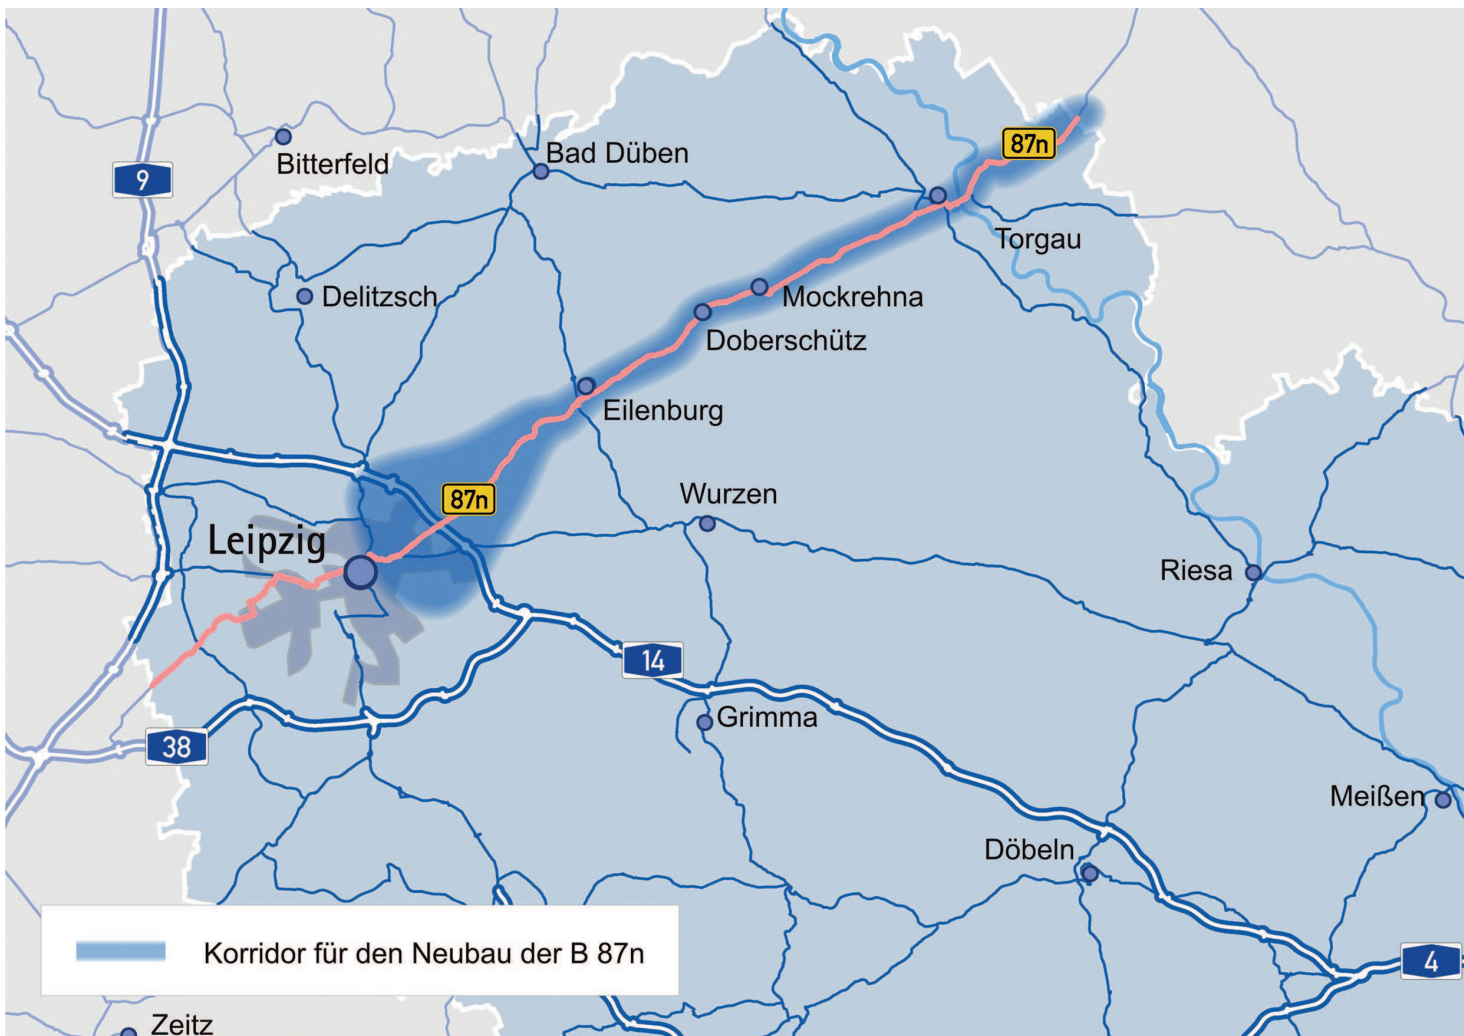 87n
Bitterfeld
Bad Düben
9
Torgau
Delitzsch
Mockrehna
Doberschütz
Eilenburg
87n
Wurzen
Leipzig
Riesa
14
Grimma
38
Meißen
Döbeln
Korridor für den Neubau der B 87n
4
Zeitz